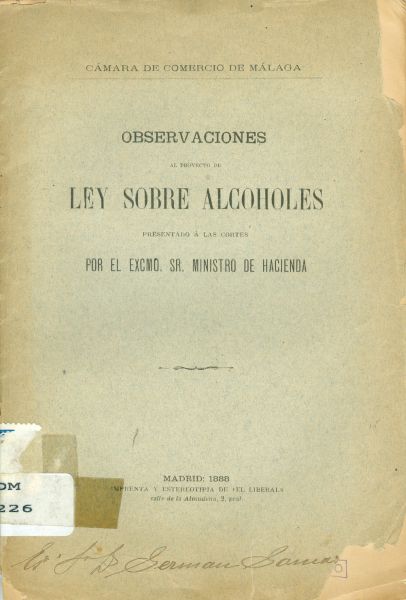 CÁMARA DE COMERCIO DE MÁLAGA
OBSERVACIONES
AL PROYECTO DE
LEY SOBRE ALCOHOLES
PRESENTADO Á LAS CORTES
POR EL EXCMO. SR. MINISTRO DE HACIENDA
MADRID: 1888
IMPRENTA Y ESTEREOTIPIA DE «EL LIBERAL»
calle de la Almudena, 2, pral.
OM
226
German